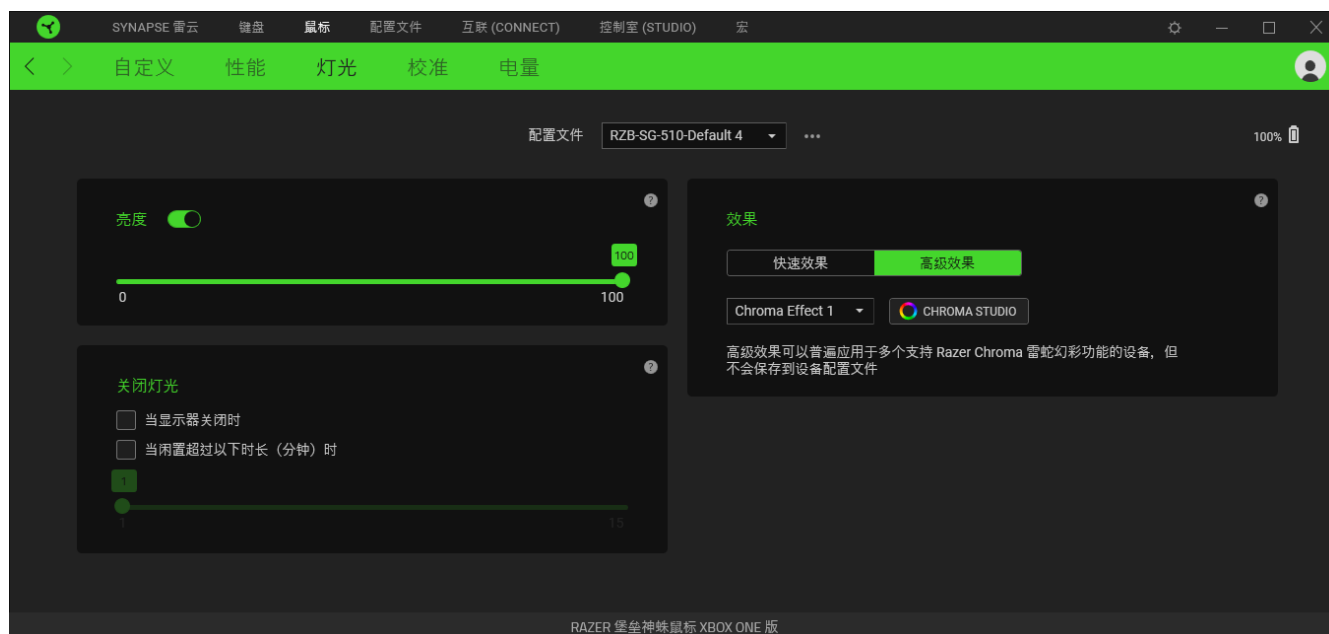 SYNAPSE 雷云 键盘 鼠标 配置文件 互联 (CONNECT) 控制室 (STUDIO) 宏
自定义 性能 灯光 校准 电量
配置文件 RZB-SG-510-Default 4 100%
亮度
100
0 100
关闭灯光
当显示器关闭时
当闲置超过以下时长（分钟）时
1
1 15
效果
快速效果 高级效果
Chroma Effect 1 CHROMA STUDIO
高级效果可以普遍应用于多个支持 Razer Chroma 雷蛇幻彩功能的设备，但
不会保存到设备配置文件
RAZER 堡垒神蛛鼠标 XBOX ONE 版